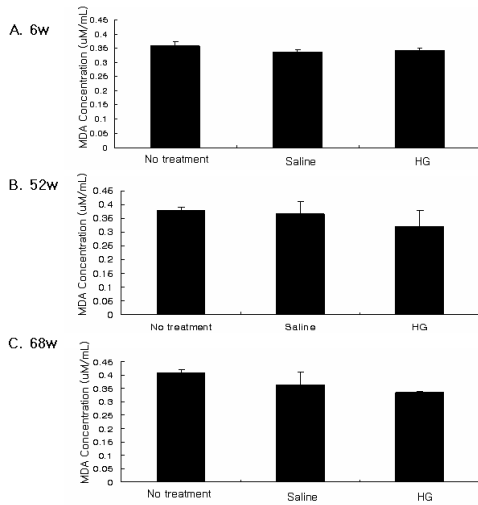 A. 6w
MDA Concentration (uM/mL)
0.45
0.4
0.35
0.3
0.25
0.2
0.15
0.1
0.05
0
No treatment
Saline
HG
B. 52w
MDA Concentration (uM/mL)
0.45
0.4
0.35
0.3
0.25
0.2
0.15
0.1
0.05
0
No treatment
Saline
HG
C. 68w
MDA Concentration (uM/mL)
0.45
0.4
0.35
0.3
0.25
0.2
0.15
0.1
0.05
0
No treatment
Saline
HG